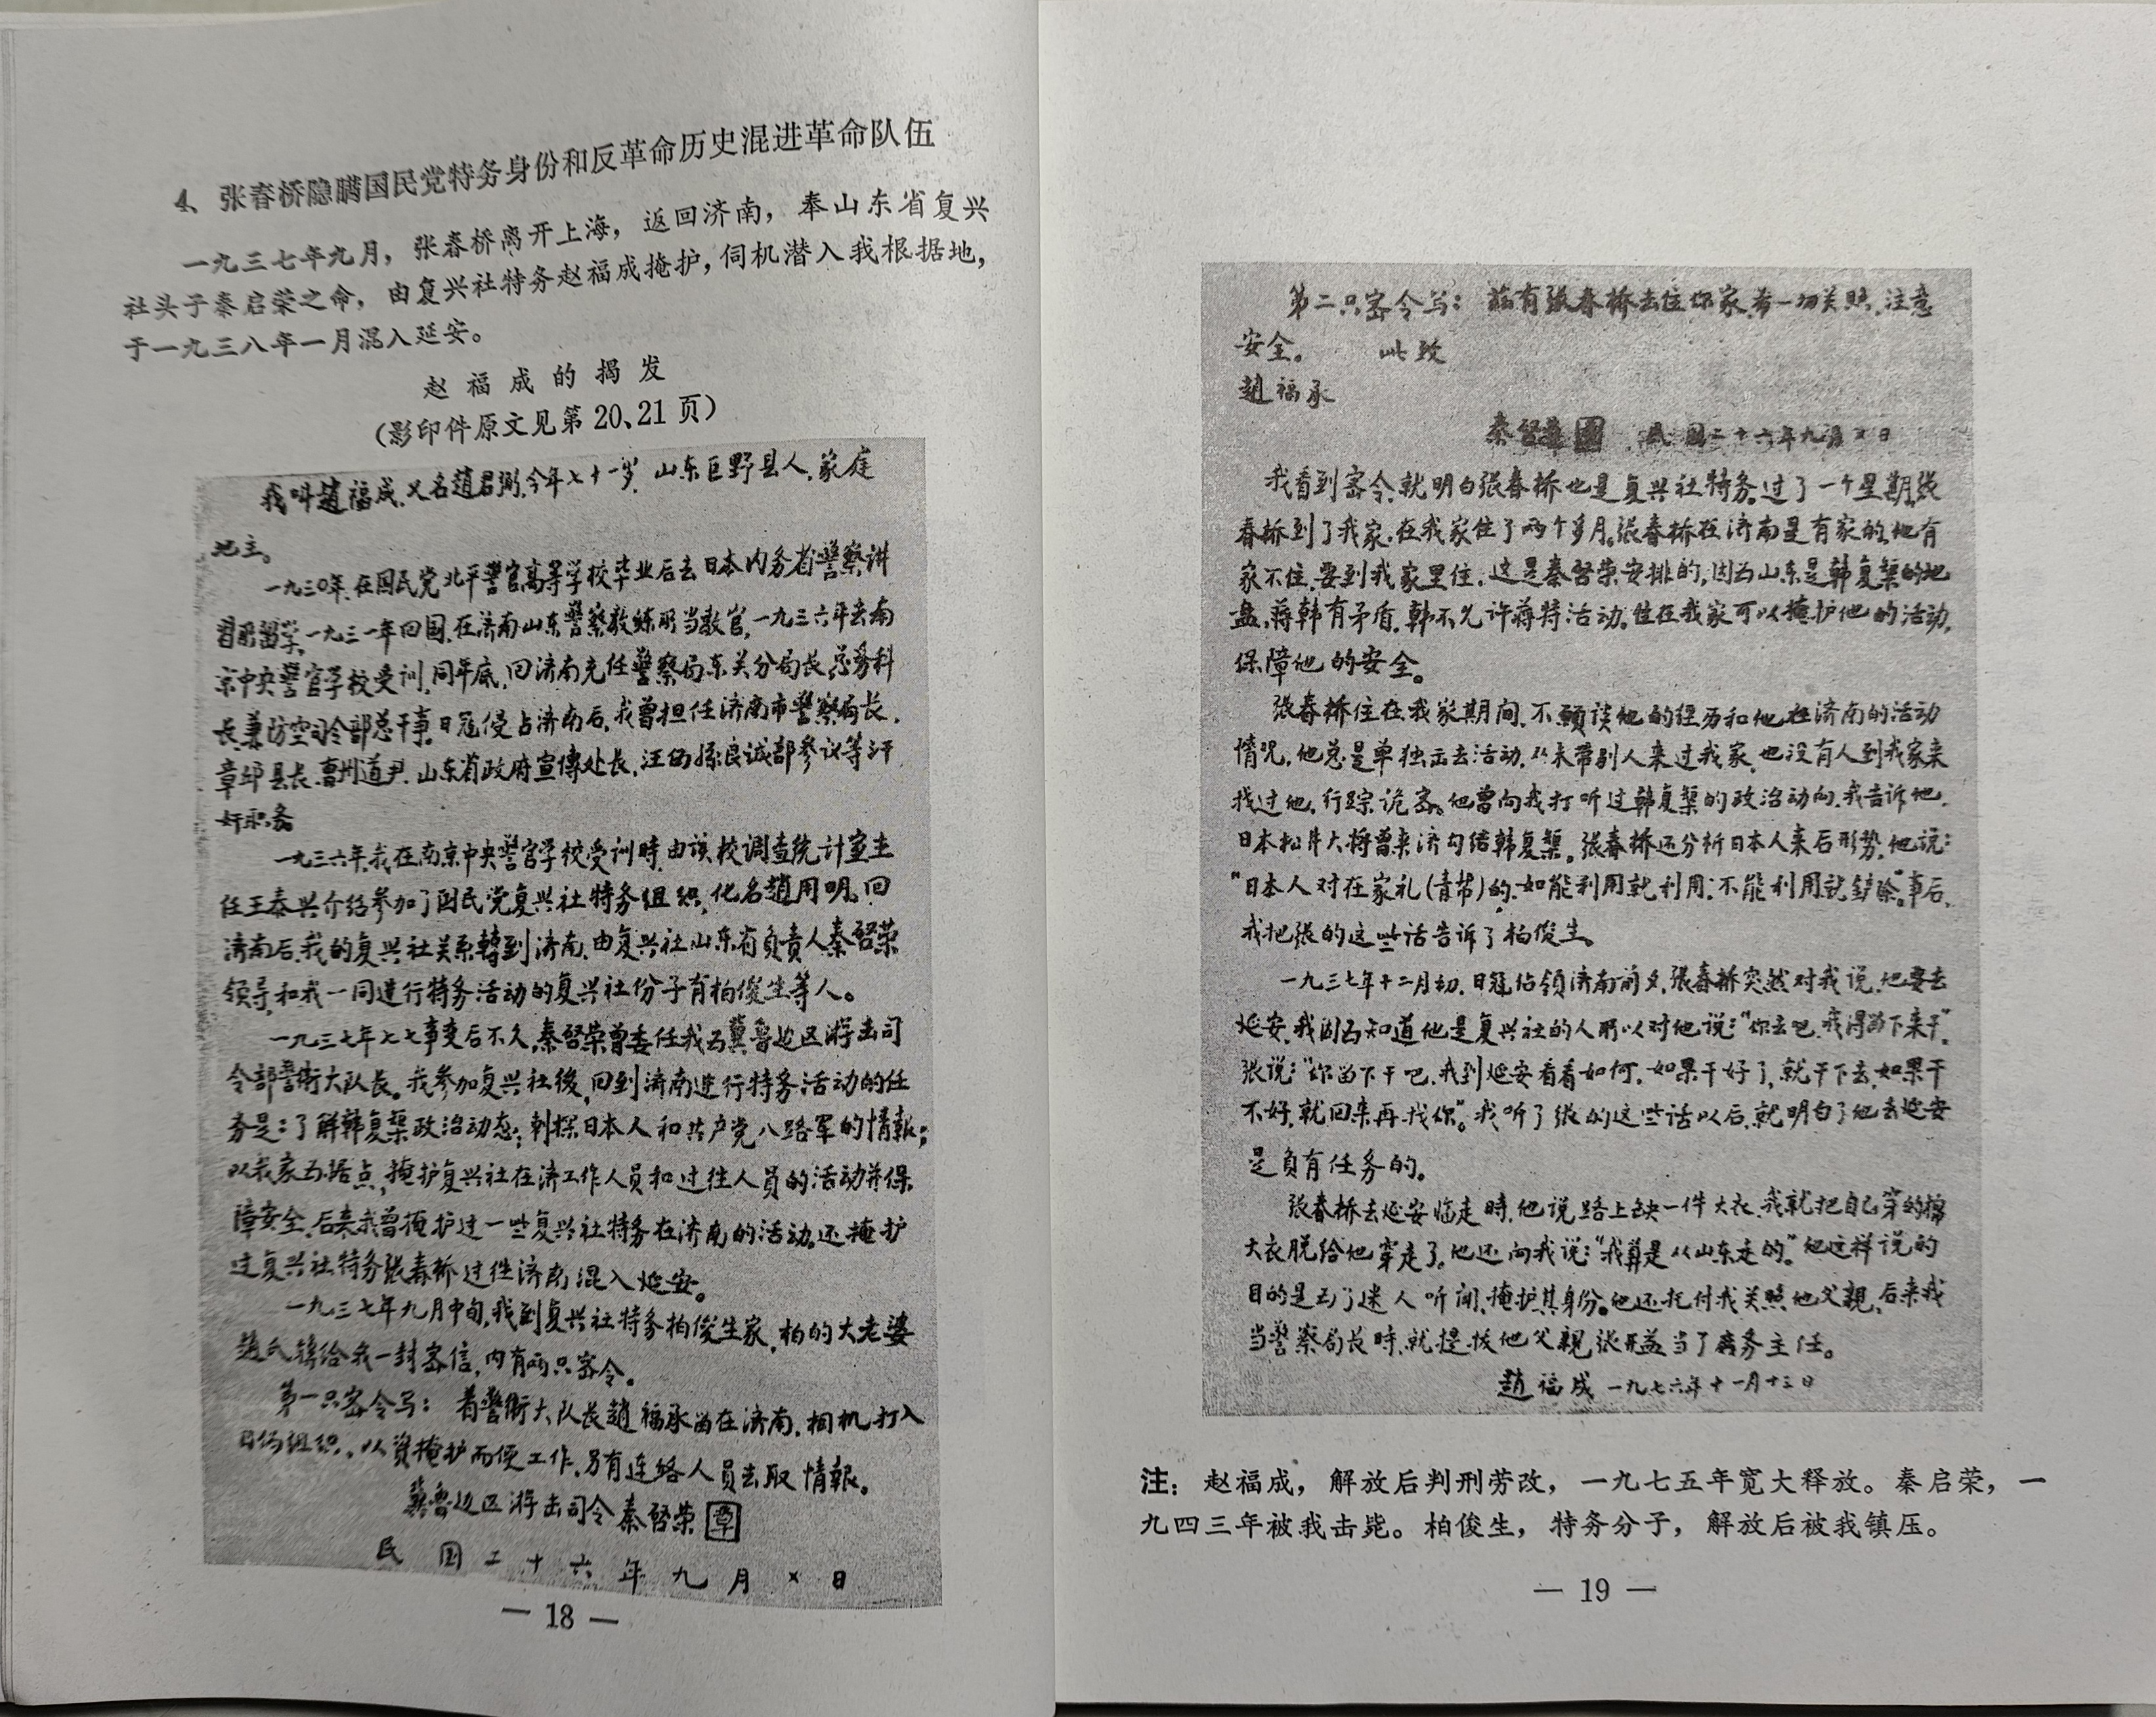 4、张春桥隐瞒国民党特务身份和反革命历史混进革命队伍
一九三七年九月，张春桥离开上海，返回济南，奉山东省复兴
社头子秦启荣之命，由复兴社特务赵福成掩护，伺机潜入我根据地，
于一九三八年一月混入延安。
赵福成的揭发
（影印件原文见第20、21页）
我叫趙福成，又名趙君弼，今年七十一岁，山东巨野县人，家庭
地主。
一九三〇年，在国民党北平警官高等学校毕业后去日本内务省警察讲
習所留学，一九三一年回国，在济南山东警察教练所当教官，一九三六年去南
京中央警官学校受训，同年底，回济南充任警察局东关分局长、总务科
长兼防空司令部总干事。日寇侵占济南后，我曾担任济南市警察局长，
章邱县长、曹州道尹、山东省政府宣傳处长，汪伪孫良诚部参议等汗
奸职务。
一九三六年，我在南京中央警官学校受训時，由该校调查统计室主
任王泰兴介绍参加了国民党复兴社特务组织，化名趙用明。回
济南后，我的复兴社关系轉到济南，由复兴社山东省负责人秦啓荣
领导，和我一同进行特务活动的复兴社份子有柏俊生等人。
一九三七年七七事变后不久，秦啓荣曾委任我为冀鲁边区游击司
令部警衛大队长。我参加复兴社後，回到济南进行特务活动的任
务是：了解韩复榘政治动态；刺探日本人和共产党八路军的情報；
以我家为据点，掩护复兴社在济工作人员和过往人员的活动并保
障安全。后来我曾掩护过一些复兴社特务在济南的活动，还掩护
过复兴社特务张春桥过往济南混入延安。
一九三七年九月中旬，我到复兴社特务柏俊生家，柏的大老婆
趙氏轉给我一封密信，内有两只密令。
第一只密令写：着警衛大队长趙福承留在济南，相机打入
日伪组织，以资掩护而便工作，另有连络人员去取情報。
冀鲁边区游击司令秦啓荣 章
民国二十六年九月×日
— 18 —
第二只密令写：兹有张春桥去住你家，希一切关照，注意
安全。 此致
趙福承
秦啓荣 民国二十六年九月×日
我看到密令，就明白张春桥也是复兴社特务。过了一个星期，张
春桥到了我家，在我家住了两个多月。张春桥在济南是有家的，他有
家不住，要到我家里住，这是秦啓荣安排的，因为山东是韩复榘的地
盘，蒋韩有矛盾，韩不允许蒋特活动。住在我家可以掩护他的活动，
保障他的安全。
张春桥住在我家期间，不願谈他的经历和他在济南的活动
情况，他总是单独出去活动，从未带别人来过我家，也没有人到我家来
找过他，行踪诡密。他曾向我打听过韩复榘的政治动向，我告诉他，
日本松井大将曾来济勾结韩复榘。张春桥还分析日本人来后形势，他说：
“日本人对在家礼（青帮）的，如能利用就利用；不能利用就铲除。”事后，
我把张的这些话告诉了柏俊生。
一九三七年十二月初，日寇佔领济南前夕，张春桥突然对我说，他要去
延安，我因为知道他是复兴社的人所以对他说：“你去吧，我得留下来干”。
张说：“你留下干吧，我到延安看看如何，如果干好了，就干下去，如果干
不好，就回来再找你”。我听了张的这些话以后，就明白了他去延安
是负有任务的。
张春桥去延安临走時，他说路上缺一件大衣，我就把自己穿的棉
大衣脱给他穿走了，他还向我说：“我算是从山东走的。”他这样说的
目的是为了迷人听闻，掩护其身份。他还托付我关照他父親，后来我
当警察局长時，就提拔他父親张开益当了齋务主任。
趙福成 一九七六年十一月十三日
注：赵福成，解放后判刑劳改，一九七五年宽大释放。秦启荣，一
九四三年被我击毙。柏俊生，特务分子，解放后被我镇压。
— 19 —